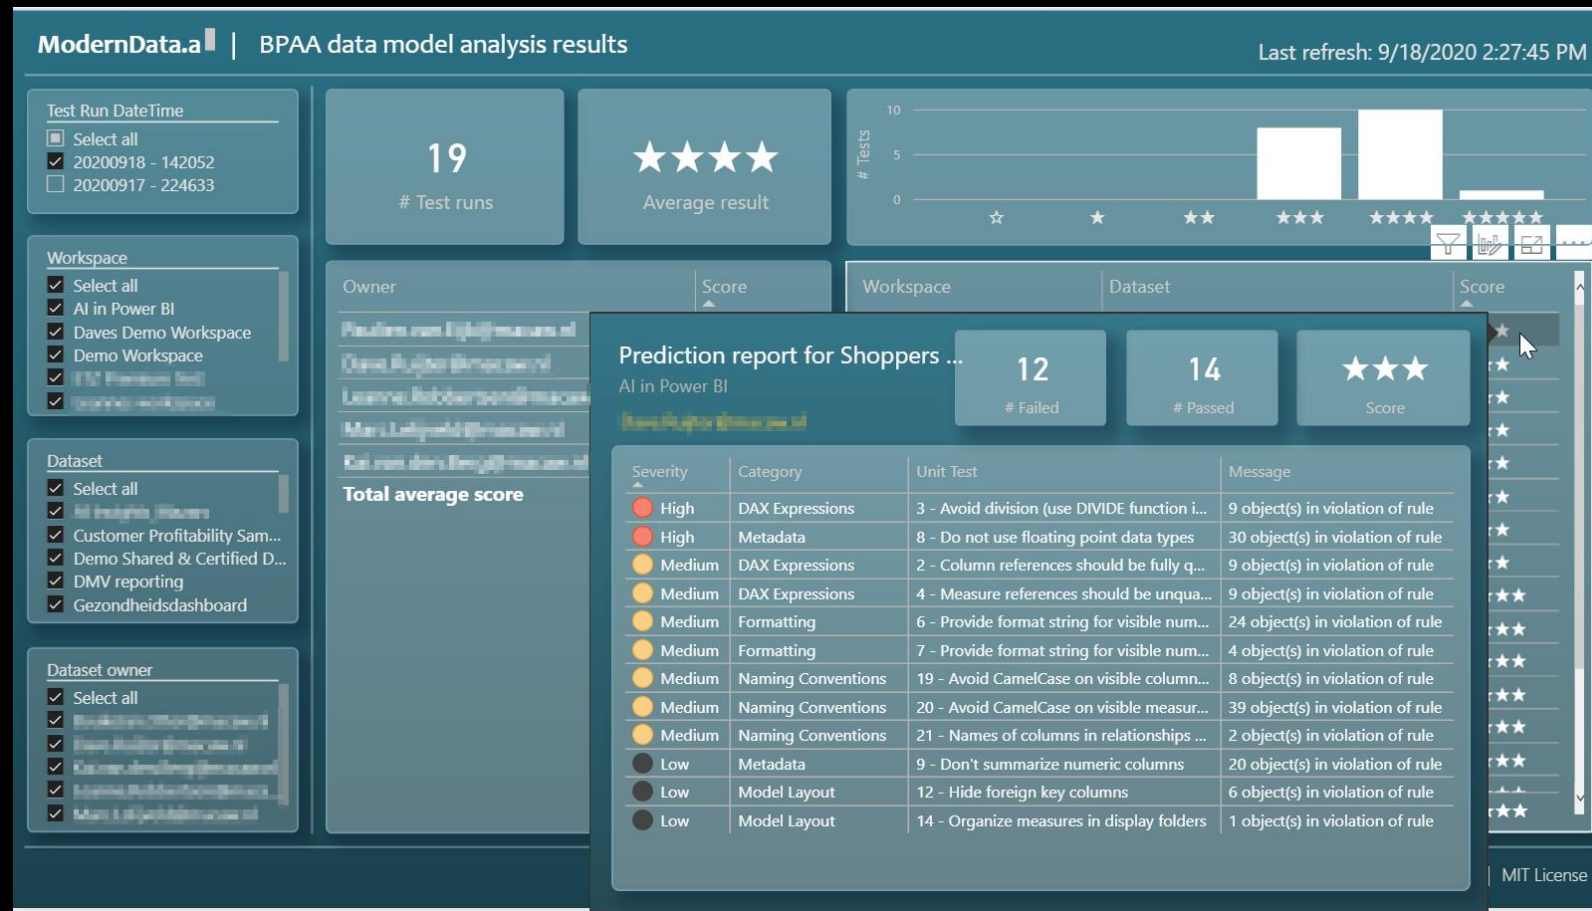 ModernData.a | BPAA data model analysis results
Last refresh: 9/18/2020 2:27:45 PM
Test Run DateTime
Select all
20200918 - 142052
20200917 - 224633
Workspace
Select all
AI in Power BI
Daves Demo Workspace
Demo Workspace
Dataset
Select all
Customer Profitability Sam...
Demo Shared & Certified D...
DMV reporting
Gezondheidsdashboard
Dataset owner
Select all
19
# Test runs
★★★★
Average result
# Tests
10
5
0
☆ ★ ★★ ★★★ ★★★★ ★★★★★
Owner Score
Total average score
Workspace Dataset Score
Prediction report for Shoppers ...
AI in Power BI
12
# Failed
14
# Passed
★★★
Score
Severity Category Unit Test Message
High DAX Expressions 3 - Avoid division (use DIVIDE function i... 9 object(s) in violation of rule
High Metadata 8 - Do not use floating point data types 30 object(s) in violation of rule
Medium DAX Expressions 2 - Column references should be fully q... 9 object(s) in violation of rule
Medium DAX Expressions 4 - Measure references should be unqua... 9 object(s) in violation of rule
Medium Formatting 6 - Provide format string for visible num... 24 object(s) in violation of rule
Medium Formatting 7 - Provide format string for visible num... 4 object(s) in violation of rule
Medium Naming Conventions 19 - Avoid CamelCase on visible column... 8 object(s) in violation of rule
Medium Naming Conventions 20 - Avoid CamelCase on visible measur... 39 object(s) in violation of rule
Medium Naming Conventions 21 - Names of columns in relationships ... 2 object(s) in violation of rule
Low Metadata 9 - Don't summarize numeric columns 20 object(s) in violation of rule
Low Model Layout 12 - Hide foreign key columns 6 object(s) in violation of rule
Low Model Layout 14 - Organize measures in display folders 1 object(s) in violation of rule
| MIT License